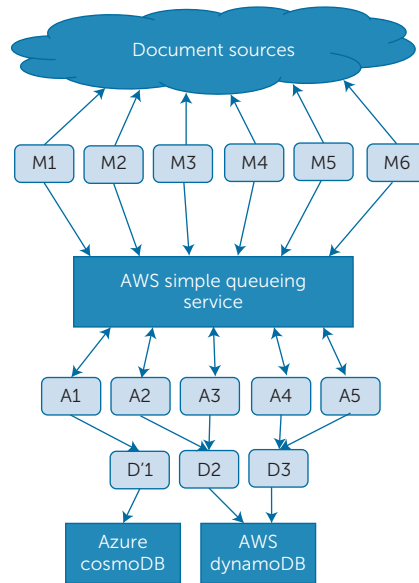 Document sources
M1 M2 M3 M4 M5 M6
AWS simple queueing
service
A1 A2 A3 A4 A5
D'1 D2 D3
Azure
cosmoDB
AWS
dynamoDB